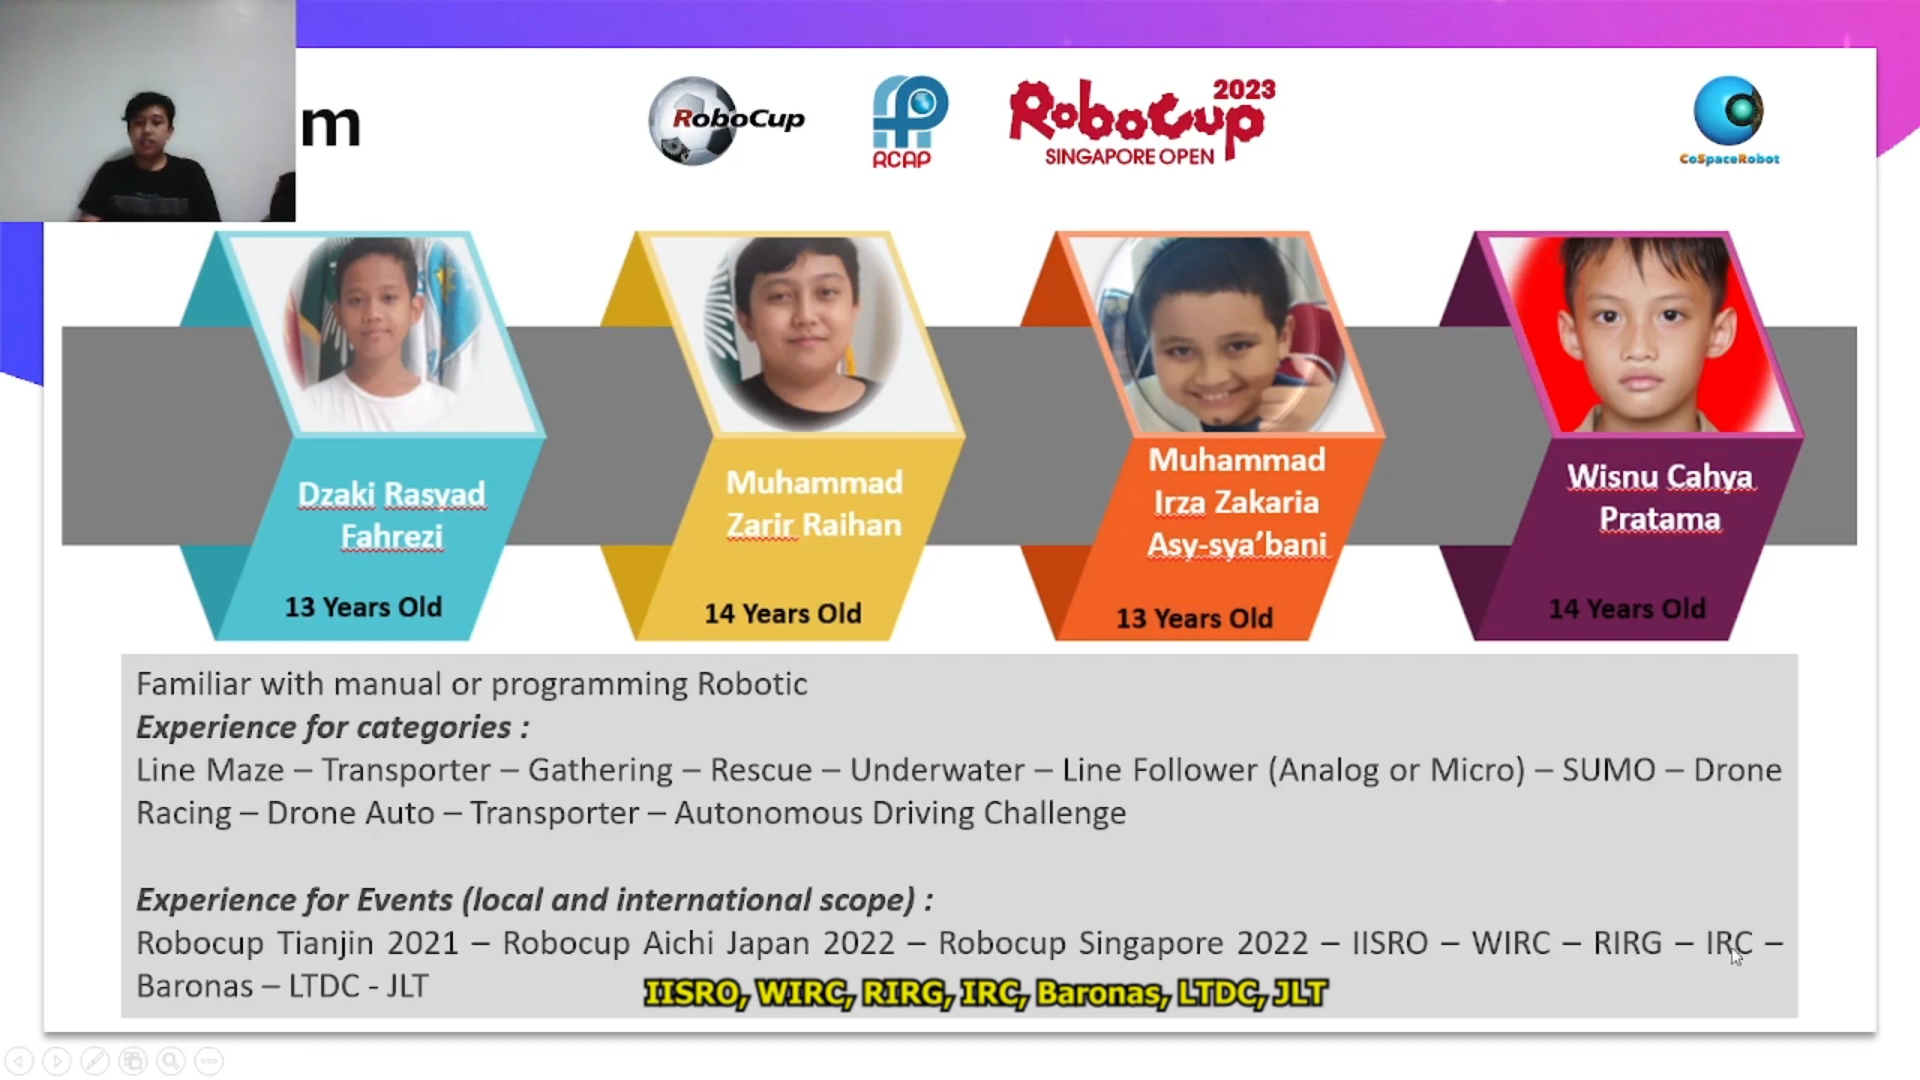 m
RoboCup
RCAP
RoboCup 2023
SINGAPORE OPEN
CoSpaceRobot
Dzaki Rasyad
Fahrezi
13 Years Old
Muhammad
Zarir Raihan
14 Years Old
Muhammad
Irza Zakaria
Asy-sya’bani
13 Years Old
Wisnu Cahya
Pratama
14 Years Old
Familiar with manual or programming Robotic
Experience for categories :
Line Maze – Transporter – Gathering – Rescue – Underwater – Line Follower (Analog or Micro) – SUMO – Drone
Racing – Drone Auto – Transporter – Autonomous Driving Challenge
Experience for Events (local and international scope) :
Robocup Tianjin 2021 – Robocup Aichi Japan 2022 – Robocup Singapore 2022 – IISRO – WIRC – RIRG – IRC –
Baronas – LTDC - JLT
IISRO, WIRC, RIRG, IRC, Baronas, LTDC, JLT